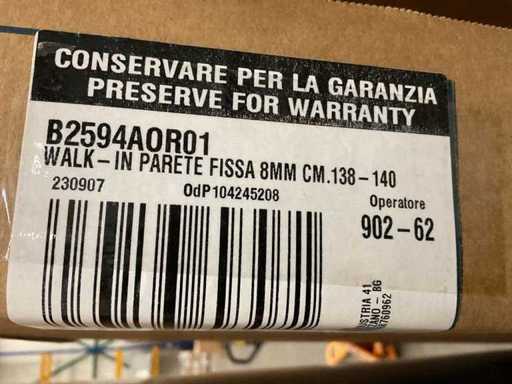 CONSERVARE PER LA GARANZIA
PRESERVE FOR WARRANTY
B2594AOR01
WALK-IN PARETE FISSA 8MM CM.138-140
230907
OdP104245208
Operatore
902-62